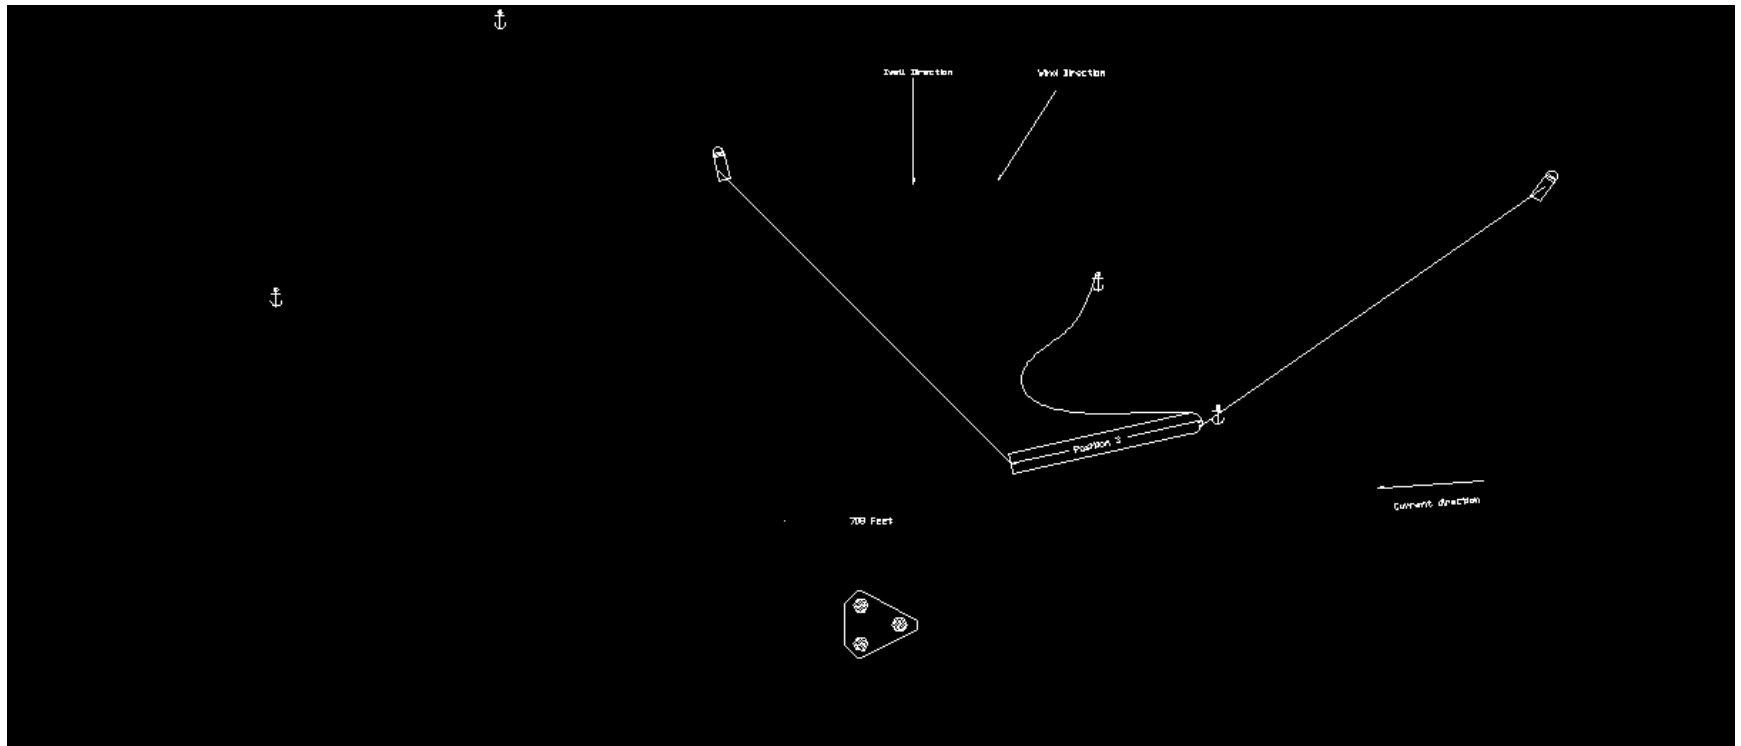 Swell Direction
Wind Direction
Position 3
Current direction
700 Feet